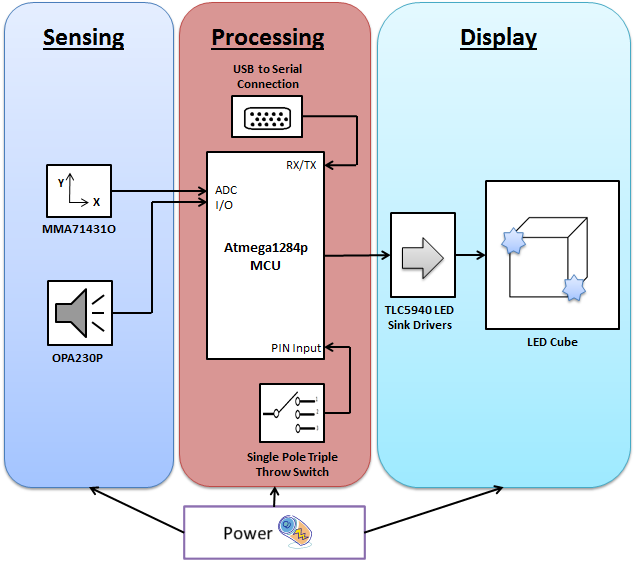 Sensing
Processing
Display
USB to Serial
Connection
RX/TX
Y
X
MMA71431O
ADC
I/O
Atmega1284p
MCU
TLC5940 LED
Sink Drivers
LED Cube
OPA230P
PIN Input
Single Pole Triple
Throw Switch
Power